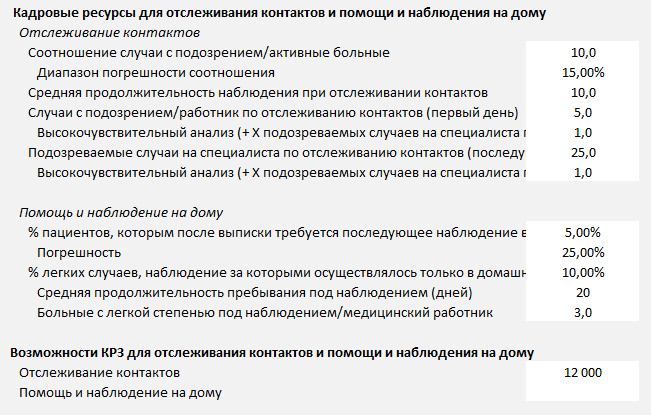 Кадровые ресурсы для отслеживания контактов и помощи и наблюдения на дому
Отслеживание контактов
Соотношение случаи с подозрением/активные больные 10,0
Диапазон погрешности соотношения 15,00%
Средняя продолжительность наблюдения при отслеживании контактов 10,0
Случаи с подозрением/работник по отслеживанию контактов (первый день) 5,0
Высокочувствительный анализ (+ X подозреваемых случаев на специалиста 1,0
Подозреваемые случаи на специалиста по отслеживанию контактов (послед 25,0
Высокочувствительный анализ (+ X подозреваемых случаев на специалиста 1,0
Помощь и наблюдение на дому
% пациентов, которым после выписки требуется последующее наблюдение в 5,00%
Погрешность 25,00%
% легких случаев, наблюдение за которыми осуществлялось только в домашн 10,00%
Средняя продолжительность пребывания под наблюдением (дней) 20
Больные с легкой степенью под наблюдением/медицинский работник 3,0
Возможности КРЗ для отслеживания контактов и помощи и наблюдения на дому
Отслеживание контактов 12 000
Помощь и наблюдение на дому